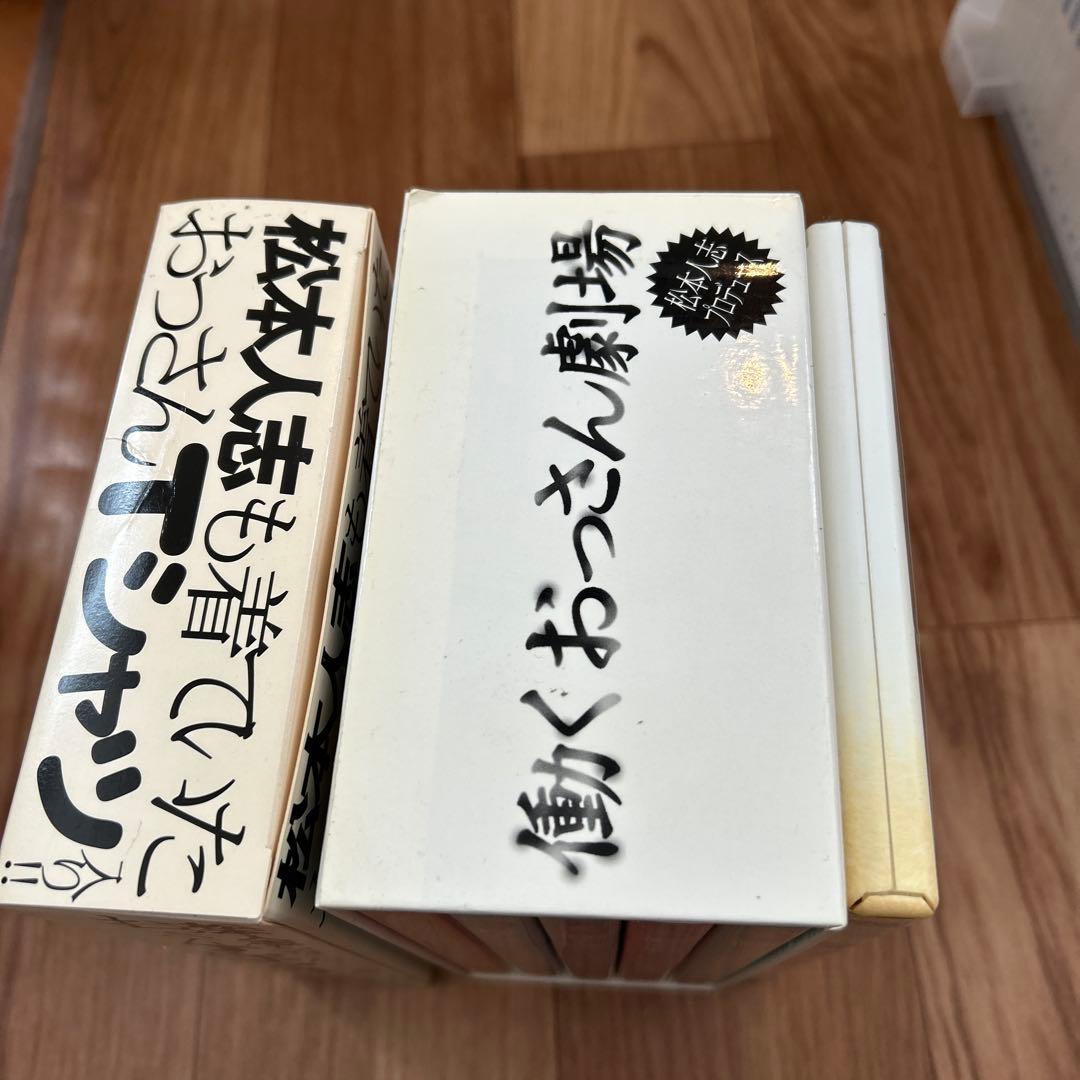 松本人志も着ていた
おっさんTシャツ入り!!
働くおっさん劇場
松本人志
プロデュース